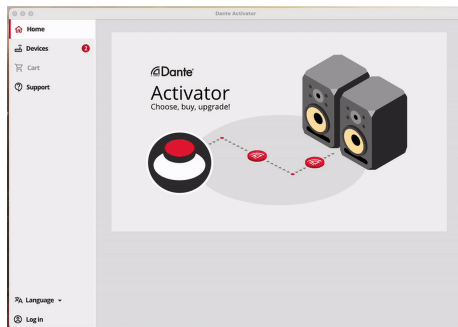 Dante Activator
Home
Devices
2
Cart
Support
Dante
Activator
Choose, buy, upgrade!
Language
Log in